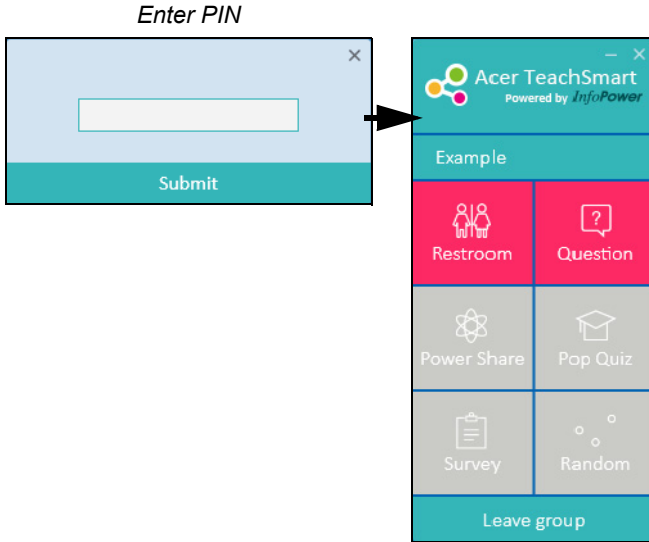 Enter PIN
Submit
Acer TeachSmart
Powered by InfoPower
Example
Restroom
Question
?
Power Share
Pop Quiz
Survey
Random
Leave group